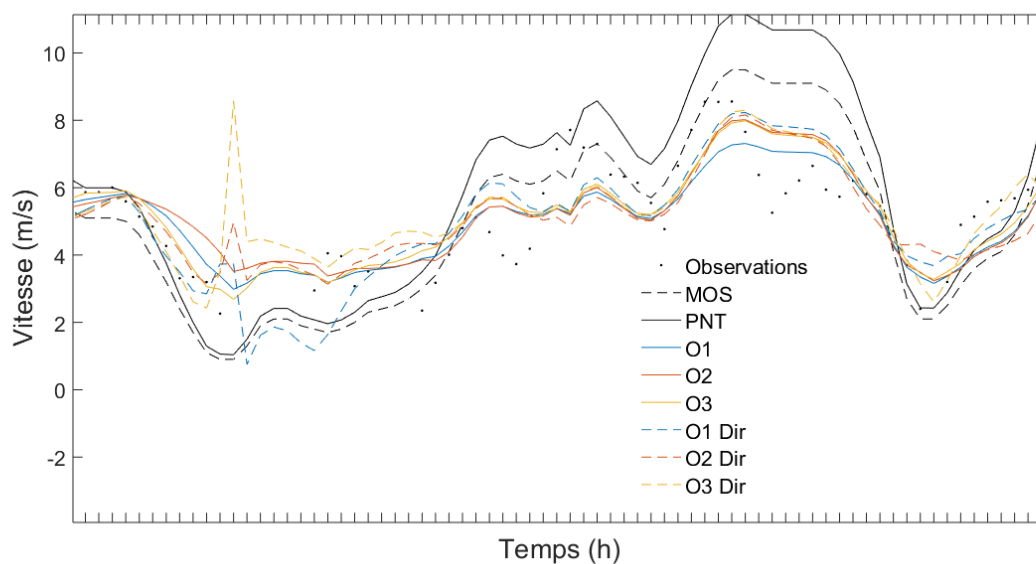 10
8
6
4
2
0
-2
Vitesse (m/s)
Temps (h)
Observations
MOS
PNT
O1
O2
O3
O1 Dir
O2 Dir
O3 Dir